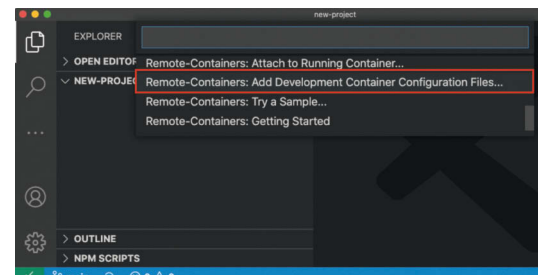 new-project
EXPLORER
OPEN EDITOR
Remote-Containers: Attach to Running Container...
NEW-PROJE
Remote-Containers: Add Development Container Configuration Files...
Remote-Containers: Try a Sample...
Remote-Containers: Getting Started
OUTLINE
NPM SCRIPTS